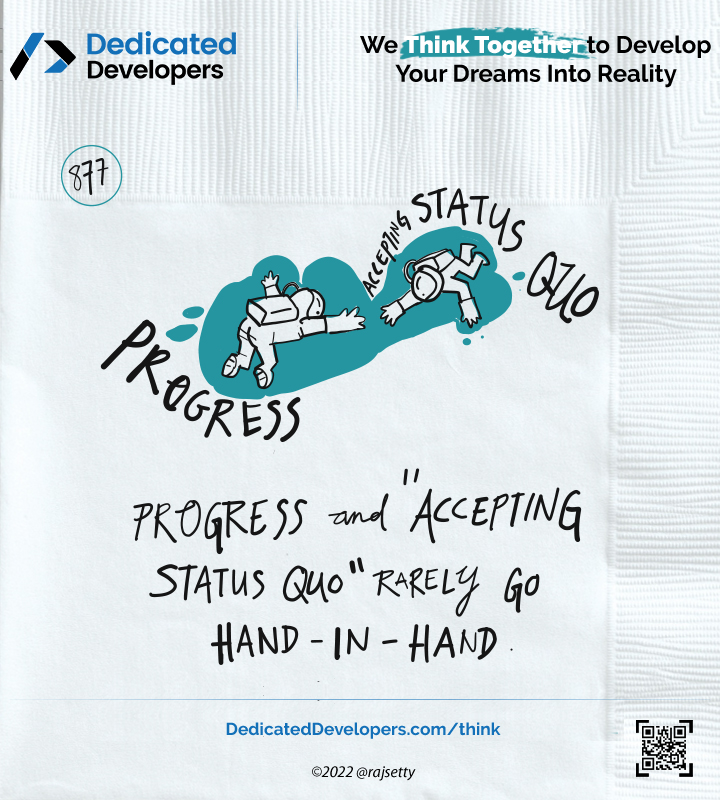 Dedicated
Developers
We Think Together to Develop
Your Dreams Into Reality
877
ACCEPTING STATUS QUO
PROGRESS
PROGRESS and "ACCEPTING
STATUS QUO" RARELY GO
HAND-IN-HAND.
DedicatedDevelopers.com/think
©2022 @rajsetty